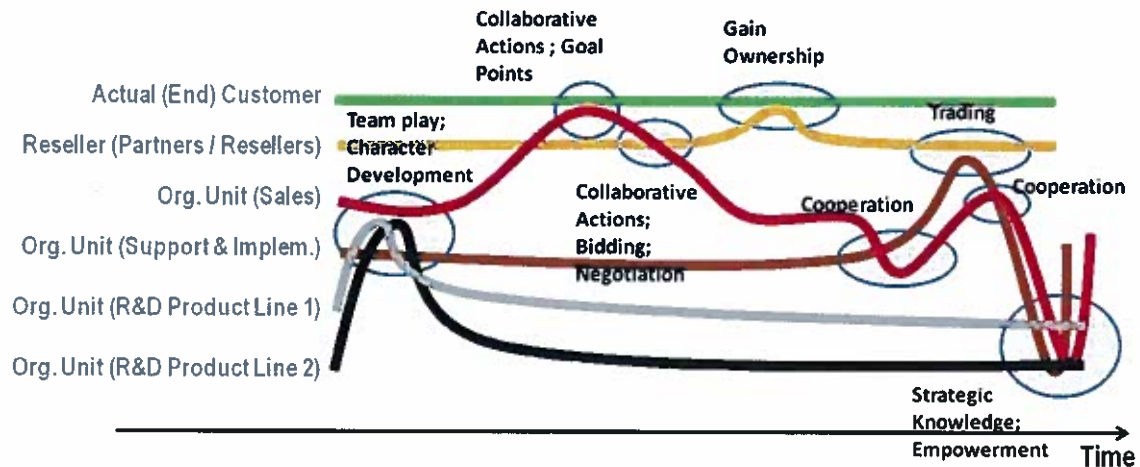 Collaborative
Actions ; Goal
Points
Gain
Ownership
Actual (End) Customer
Trading
Team play;
Character
Development
Reseller (Partners / Resellers)
Org. Unit (Sales)
Collaborative
Actions;
Bidding;
Negotiation
Cooperation
Cooperation
Org. Unit (Support & Implem.)
Org. Unit (R&D Product Line 1)
Org. Unit (R&D Product Line 2)
Strategic
Knowledge;
Empowerment
Time